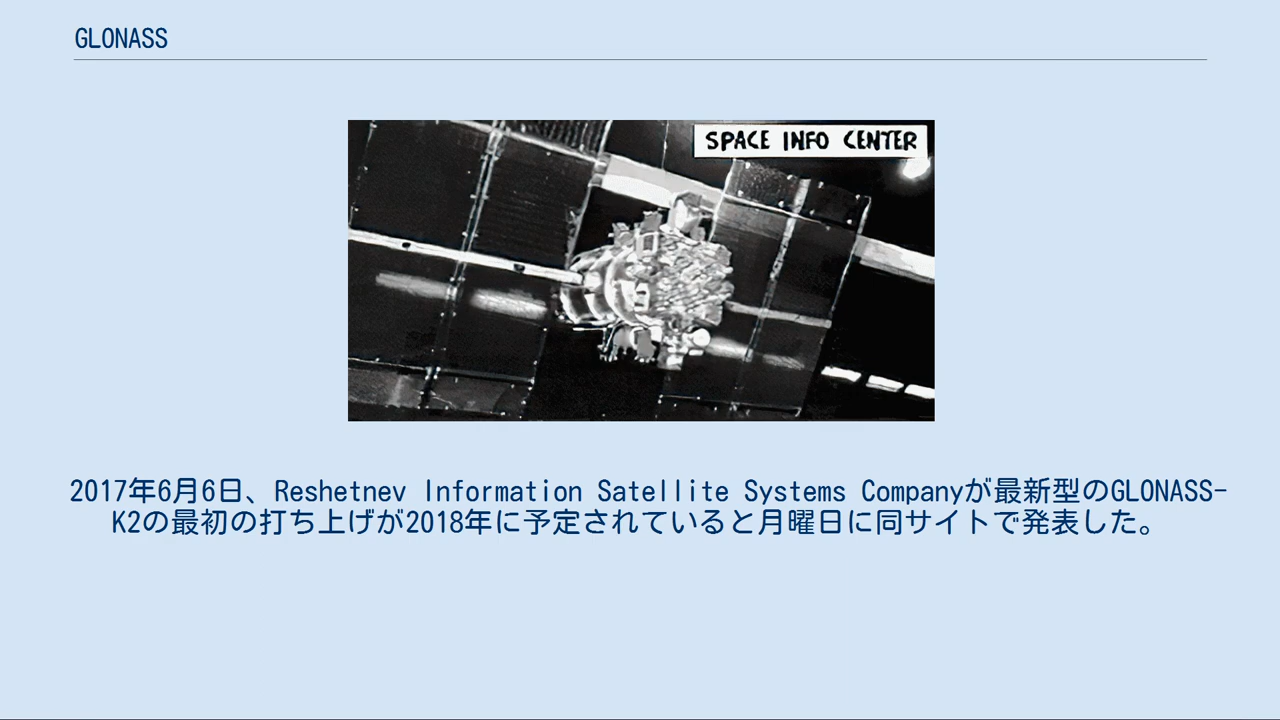 GLONASS
SPACE INFO CENTER
2017年6月6日、Reshetnev Information Satellite Systems Companyが最新型のGLONASS-
K2の最初の打ち上げが2018年に予定されていると月曜日に同サイトで発表した。